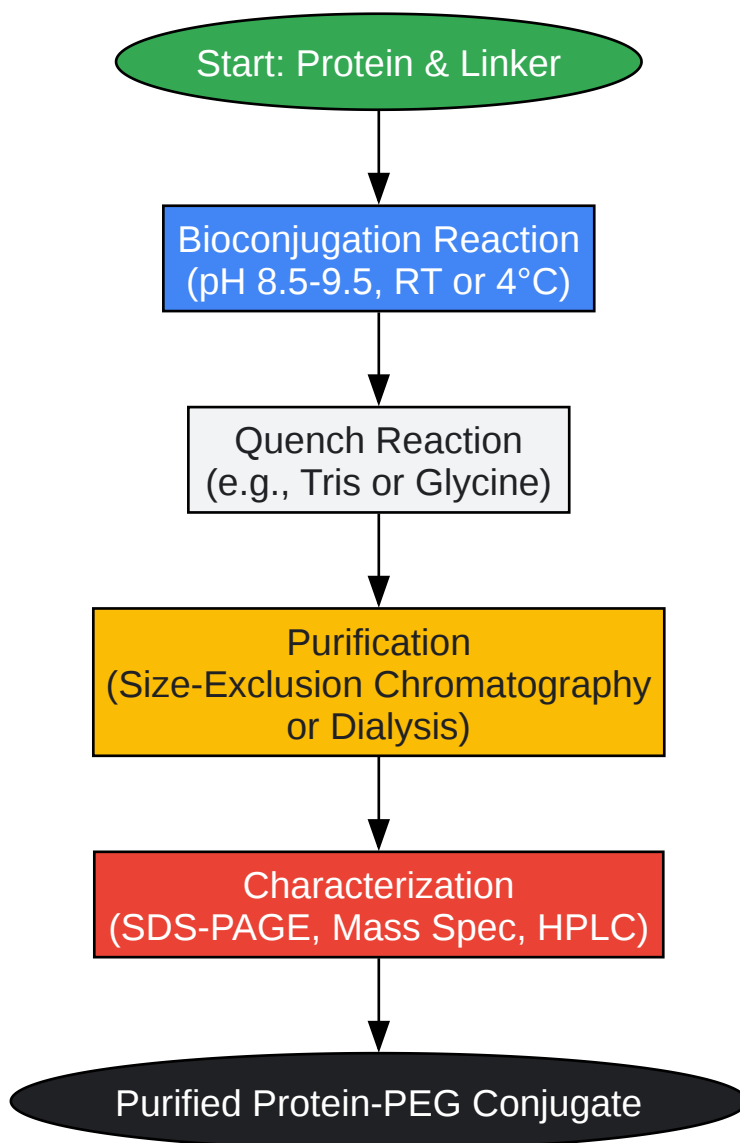 Start: Protein & Linker
Bioconjugation Reaction
(pH 8.5-9.5, RT or 4°C)
Quench Reaction
(e.g., Tris or Glycine)
Purification
(Size-Exclusion Chromatography
or Dialysis)
Characterization
(SDS-PAGE, Mass Spec, HPLC)
Purified Protein-PEG Conjugate